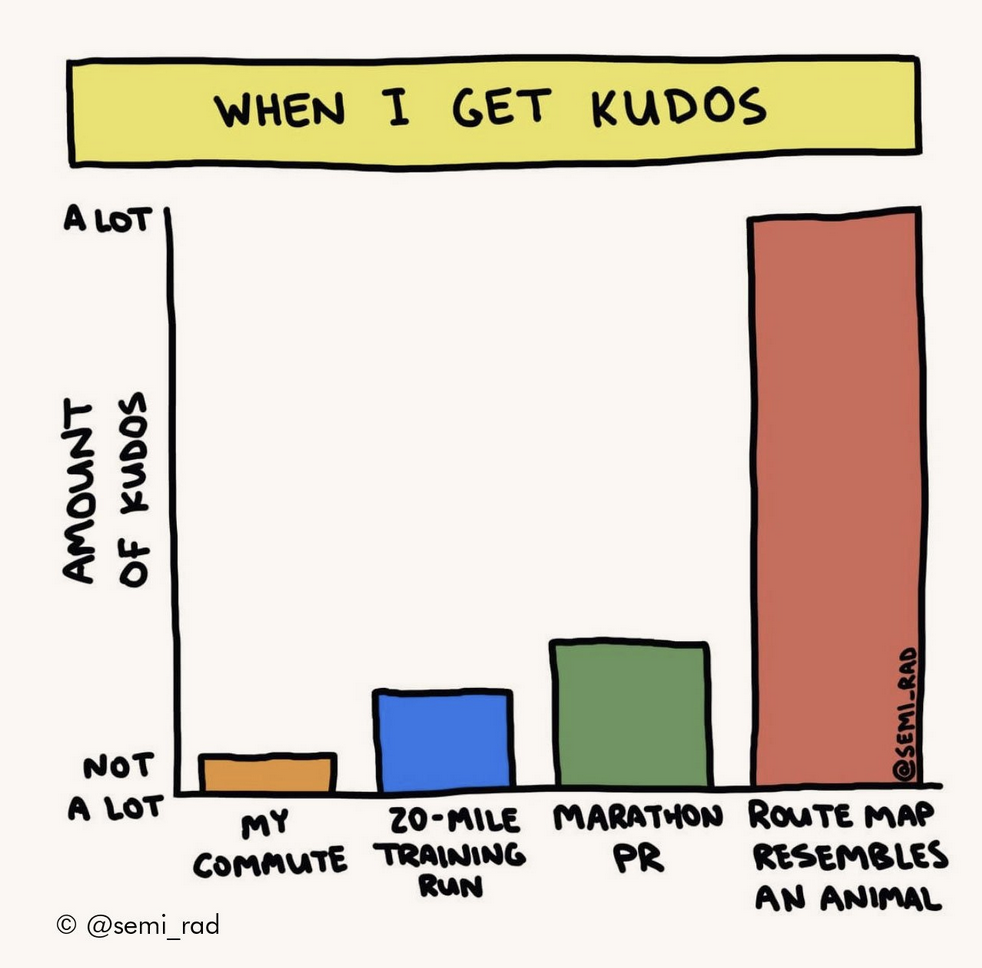 WHEN I GET KUDOS
A LOT
AMOUNT
OF KUDOS
NOT
A LOT
MY
COMMUTE
20-MILE
TRAINING
RUN
MARATHON
PR
ROUTE MAP
RESEMBLES
AN ANIMAL
@SEMI_RAD
© @semi_rad